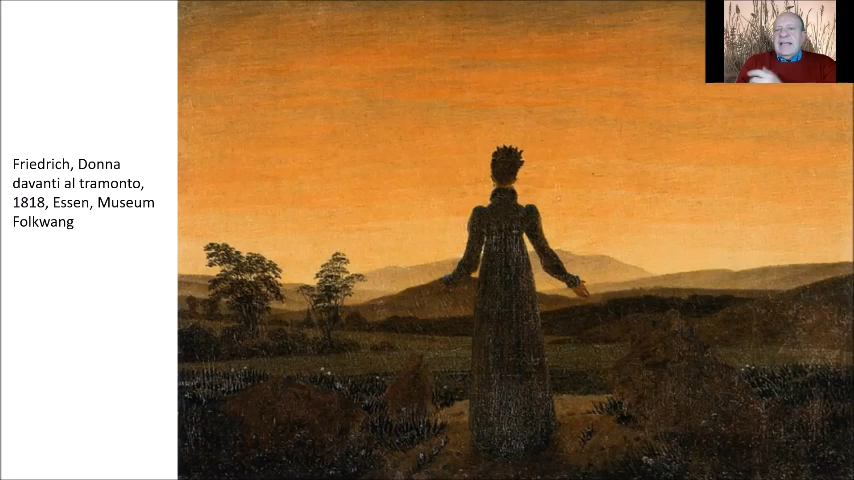 Friedrich, Donna
davanti al tramonto,
1818, Essen, Museum
Folkwang